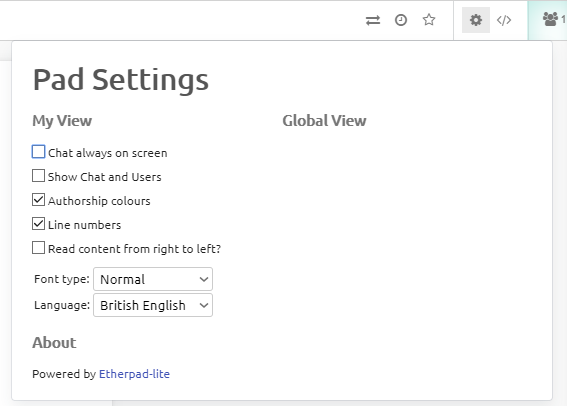 1
Pad Settings
My View
Global View
Chat always on screen
Show Chat and Users
Authorship colours
Line numbers
Read content from right to left?
Font type: Normal
Language: British English
About
Powered by Etherpad-lite